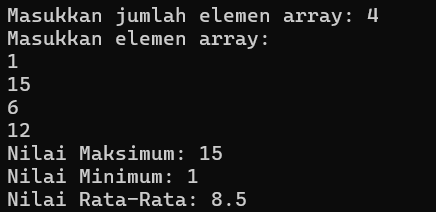 Masukkan jumlah elemen array: 4
Masukkan elemen array:
1
15
6
12
Nilai Maksimum: 15
Nilai Minimum: 1
Nilai Rata-Rata: 8.5